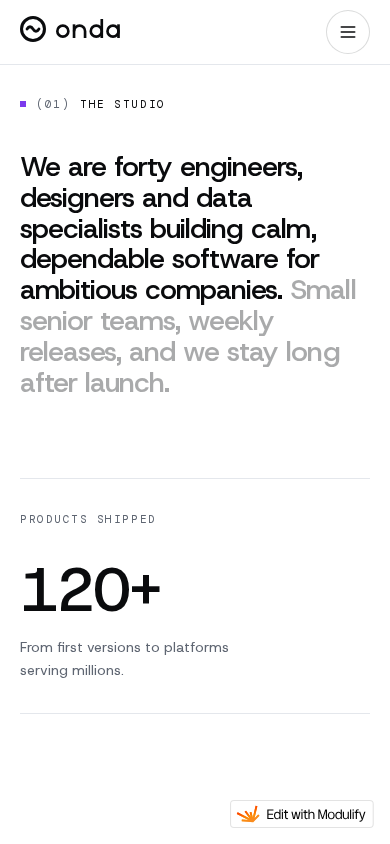 onda
(01) THE STUDIO
We are forty engineers,
designers and data
specialists building calm,
dependable software for
ambitious companies. Small
senior teams, weekly
releases, and we stay long
after launch.
PRODUCTS SHIPPED
120+
From first versions to platforms
serving millions.
Edit with Modulify